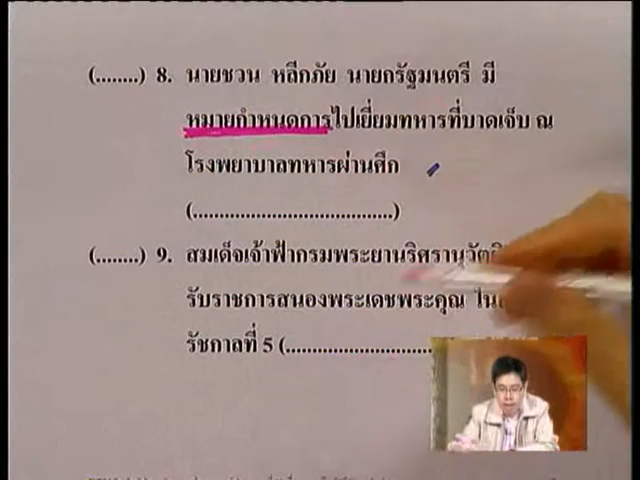 (........) 8. นายชวน หลีกภัย นายกรัฐมนตรี มี
หมายกำหนดการไปเยี่ยมทหารที่บาดเจ็บ ณ
โรงพยาบาลทหารผ่านศึก
(.......................................)
(........) 9. สมเด็จเจ้าฟ้ากรมพระยานริศรานุวัดติ
รับราชการสนองพระเดชพระคุณ ใน
รัชกาลที่ 5 (............................